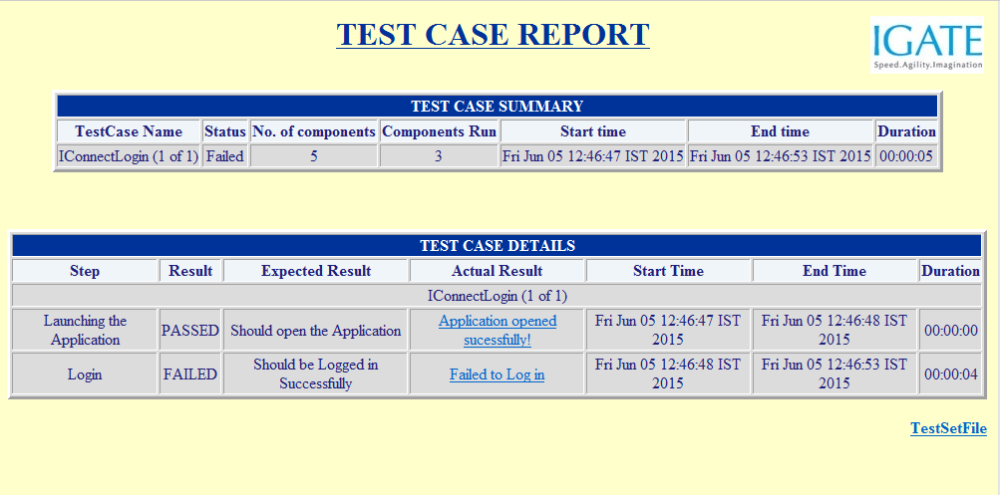 TEST CASE REPORT
IGATE
Speed.Agility.Imagination
TEST CASE SUMMARY
TestCase Name Status No. of components Components Run Start time End time Duration
IConnectLogin (1 of 1) Failed 5 3 Fri Jun 05 12:46:47 IST 2015 Fri Jun 05 12:46:53 IST 2015 00:00:05
TEST CASE DETAILS
Step Result Expected Result Actual Result Start Time End Time Duration
IConnectLogin (1 of 1)
Launching the Application PASSED Should open the Application Application opened sucessfully! Fri Jun 05 12:46:47 IST 2015 Fri Jun 05 12:46:48 IST 2015 00:00:00
Login FAILED Should be Logged in Successfully Failed to Log in Fri Jun 05 12:46:48 IST 2015 Fri Jun 05 12:46:53 IST 2015 00:00:04
TestSetFile